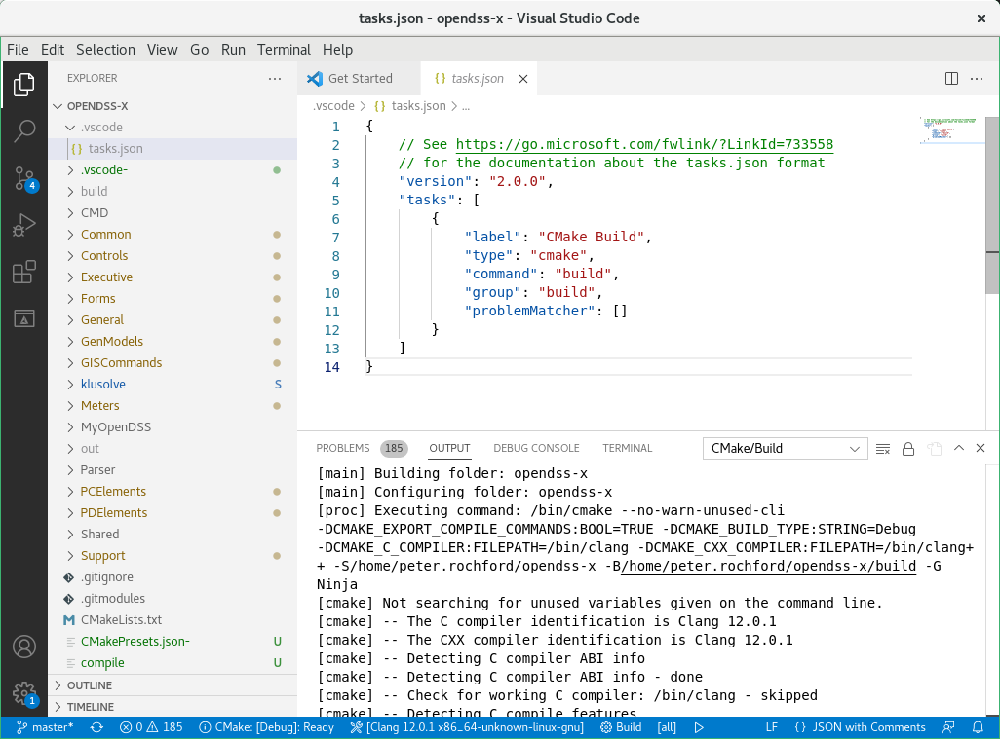 tasks.json - opendss-x - Visual Studio Code
File Edit Selection View Go Run Terminal Help
EXPLORER
OPENDSS-X
.vscode
{} tasks.json
.vscode-
build
CMD
Common
Controls
Executive
Forms
General
GenModels
GISCommands
klusolve S
Meters
MyOpenDSS
out
Parser
PCElements
PDElements
Shared
Support
.gitignore
.gitmodules
M CMakeLists.txt
CMakePresets.json- U
compile U
OUTLINE
TIMELINE
4
1
Get Started {} tasks.json
.vscode > {} tasks.json > ...
1 {
2 // See https://go.microsoft.com/fwlink/?LinkId=733558
3 // for the documentation about the tasks.json format
4 "version": "2.0.0",
5 "tasks": [
6 {
7 "label": "CMake Build",
8 "type": "cmake",
9 "command": "build",
10 "group": "build",
11 "problemMatcher": []
12 }
13 ]
14 }
PROBLEMS 185 OUTPUT DEBUG CONSOLE TERMINAL CMake/Build
[main] Building folder: opendss-x
[main] Configuring folder: opendss-x
[proc] Executing command: /bin/cmake --no-warn-unused-cli
-DCMAKE_EXPORT_COMPILE_COMMANDS:BOOL=TRUE -DCMAKE_BUILD_TYPE:STRING=Debug
-DCMAKE_C_COMPILER:FILEPATH=/bin/clang -DCMAKE_CXX_COMPILER:FILEPATH=/bin/clang+
+ -S/home/peter.rochford/opendss-x -B/home/peter.rochford/opendss-x/build -G
Ninja
[cmake] Not searching for unused variables given on the command line.
[cmake] -- The C compiler identification is Clang 12.0.1
[cmake] -- The CXX compiler identification is Clang 12.0.1
[cmake] -- Detecting C compiler ABI info
[cmake] -- Detecting C compiler ABI info - done
[cmake] -- Check for working C compiler: /bin/clang - skipped
[cmake] -- Detecting C compile features
master* 0 185 CMake: [Debug]: Ready [Clang 12.0.1 x86_64-unknown-linux-gnu] Build [all] LF {} JSON with Comments